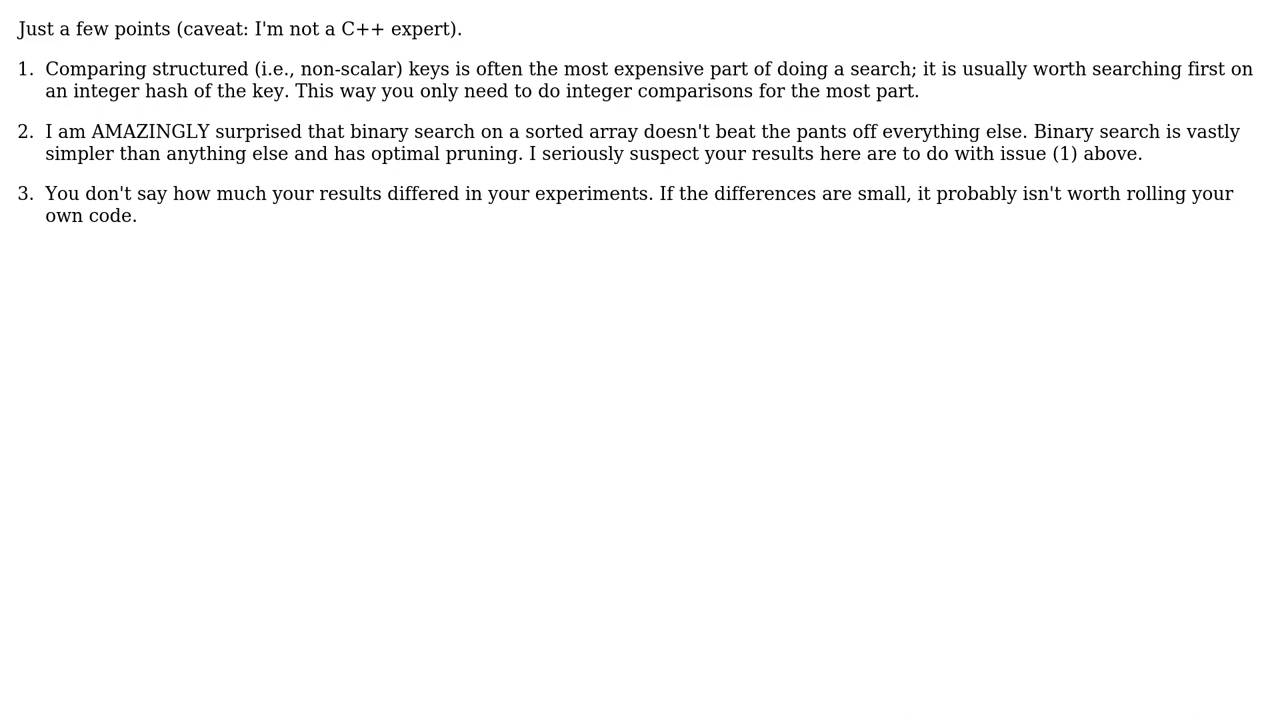 Just a few points (caveat: I'm not a C++ expert).
1. Comparing structured (i.e., non-scalar) keys is often the most expensive part of doing a search; it is usually worth searching first on
an integer hash of the key. This way you only need to do integer comparisons for the most part.
2. I am AMAZINGLY surprised that binary search on a sorted array doesn't beat the pants off everything else. Binary search is vastly
simpler than anything else and has optimal pruning. I seriously suspect your results here are to do with issue (1) above.
3. You don't say how much your results differed in your experiments. If the differences are small, it probably isn't worth rolling your
own code.